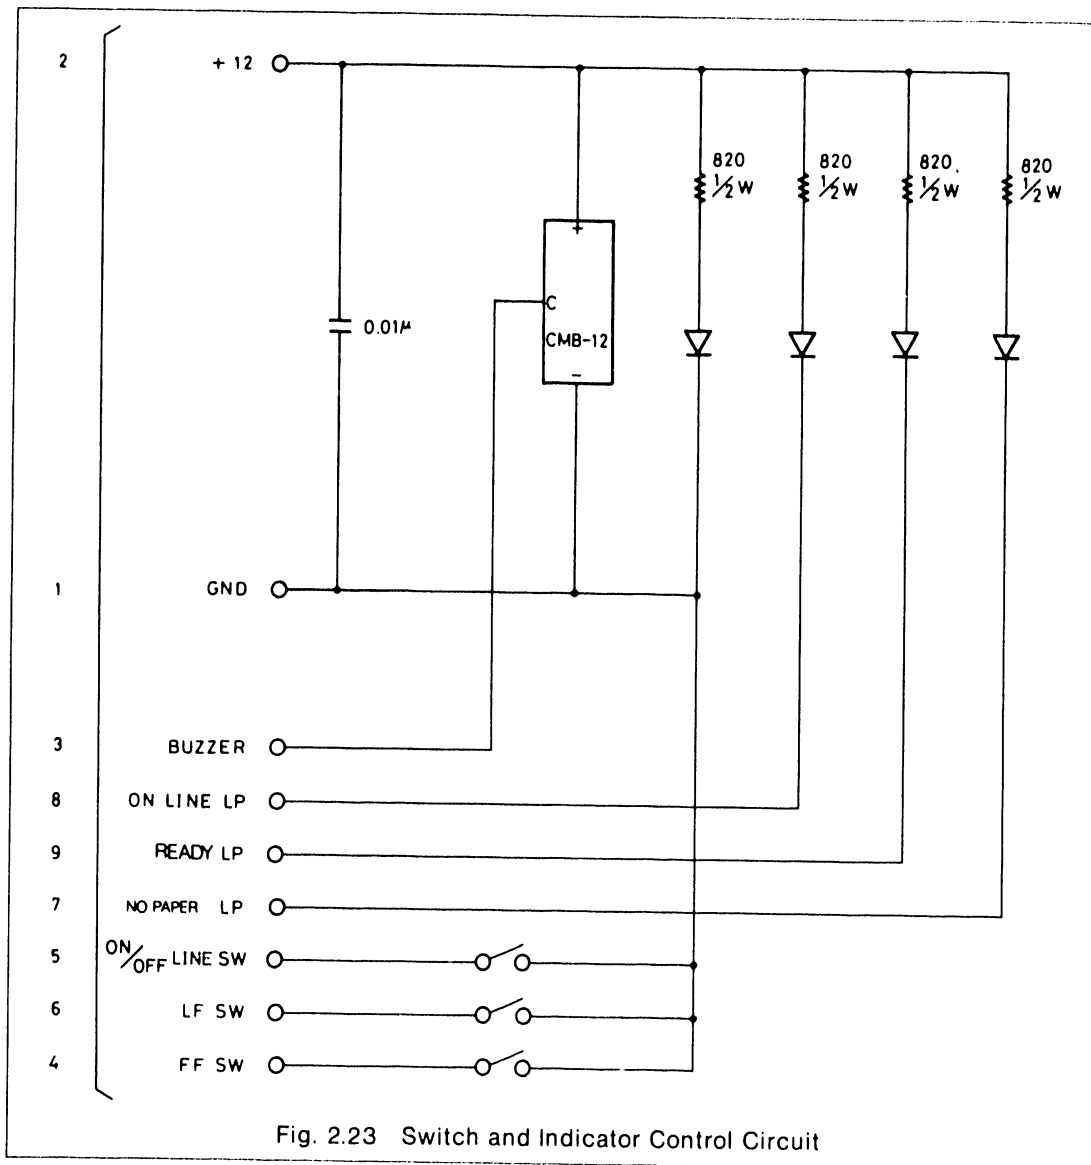 2 +12
820 820 820 820
1/2W 1/2W 1/2W 1/2W
+
C
0.01μ
CMB-12
−
1 GND
3 BUZZER
8 ON LINE LP
9 READY LP
7 NO PAPER LP
5 ON/OFF LINE SW
6 LF SW
4 FF SW
Fig. 2.23 Switch and Indicator Control Circuit